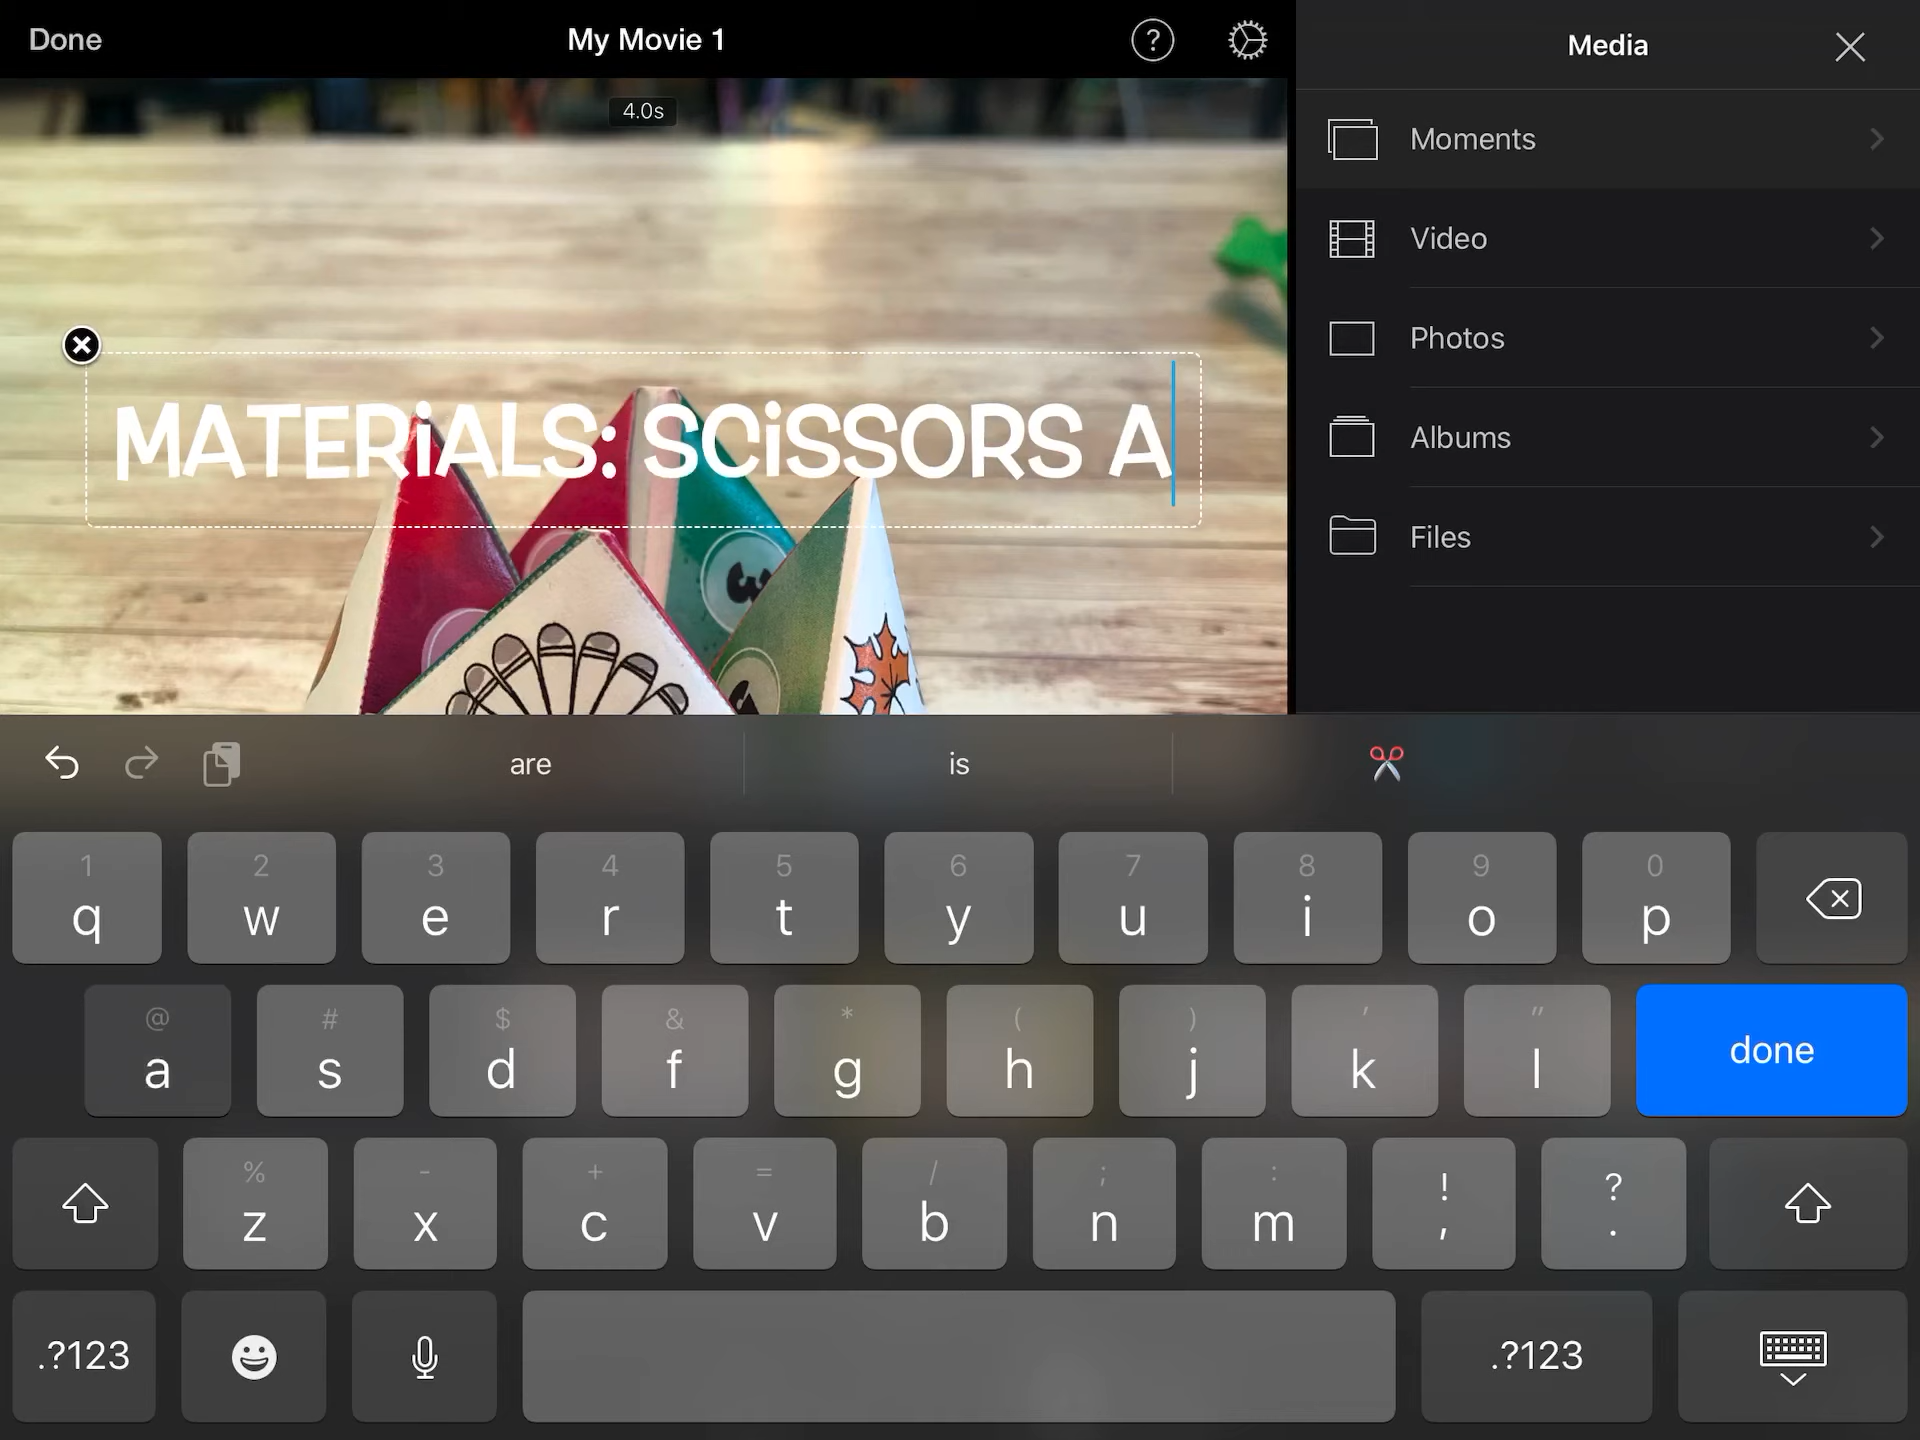 Done
My Movie 1
?
Media
4.0s
Moments
Video
Photos
Albums
Files
MATERiALS: SCiSSORS A
3
are
is
1 2 3 4 5 6 7 8 9 0
q w e r t y u i o p
@ # $ & * ( ) ' "
a s d f g h j k l
done
% - + = / ; : ! ?
z x c v b n m , .
.?123
.?123